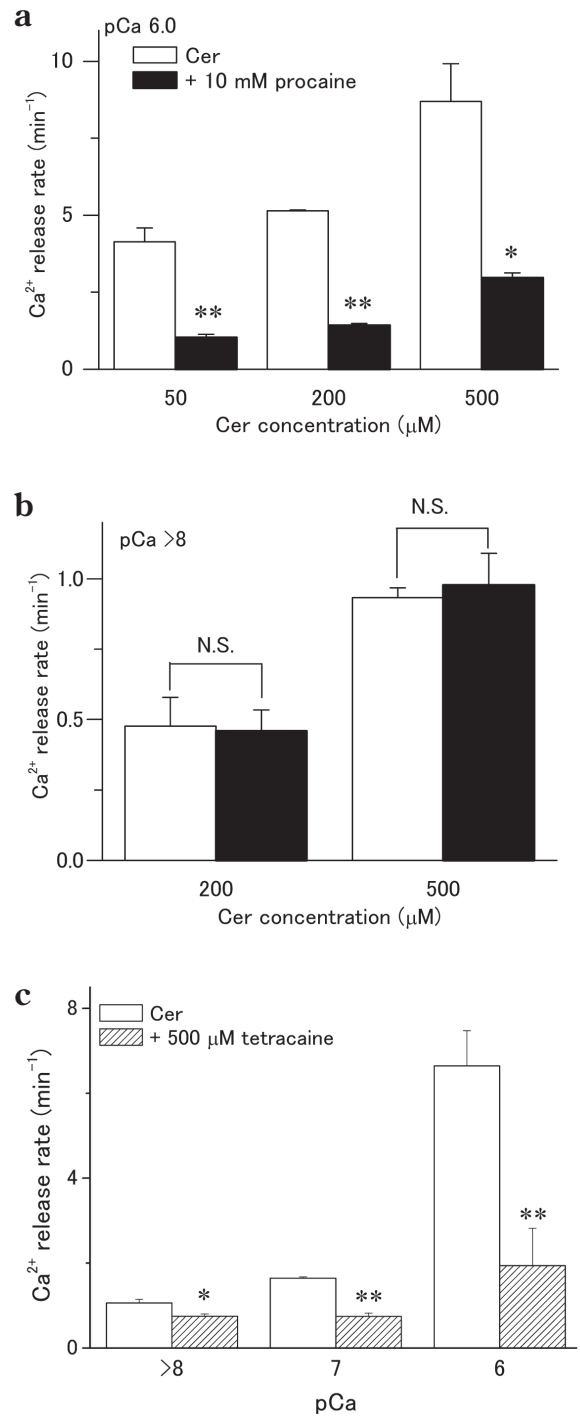 a
pCa 6.0
Cer
+ 10 mM procaine
Ca²⁺ release rate (min⁻¹)
10
5
0
**
**
*
50 200 500
Cer concentration (μM)
b
pCa >8
N.S.
N.S.
Ca²⁺ release rate (min⁻¹)
1.0
0.5
0.0
200 500
Cer concentration (μM)
c
Cer
+ 500 μM tetracaine
Ca²⁺ release rate (min⁻¹)
8
4
0
*
**
**
>8 7 6
pCa